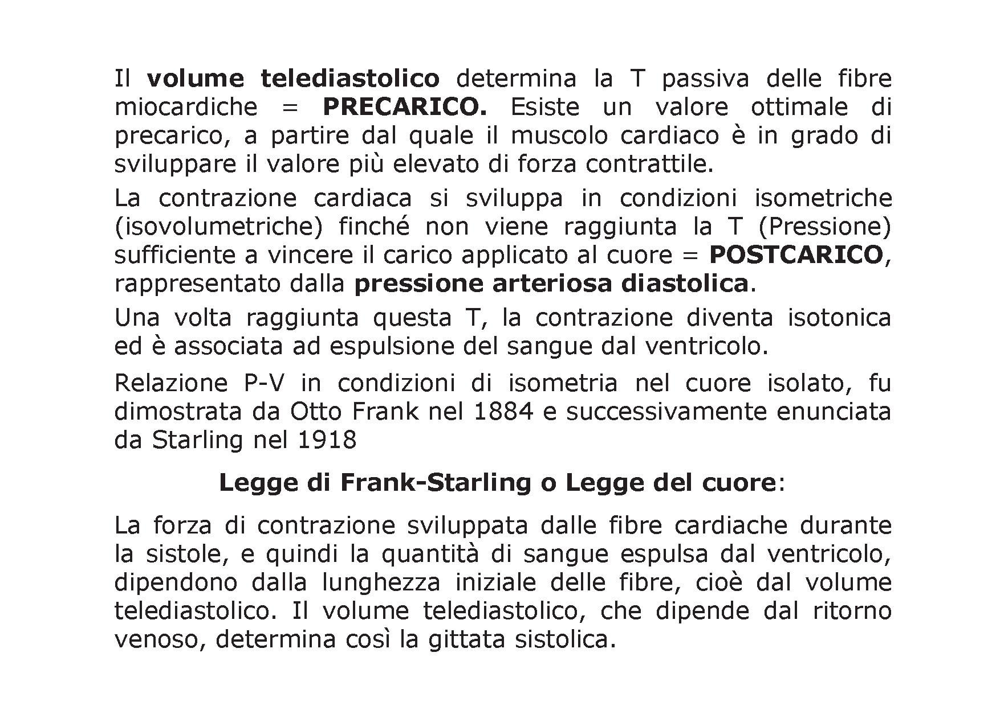 Il volume telediastolico determina la T passiva delle fibre
miocardiche = PRECARICO. Esiste un valore ottimale di
precarico, a partire dal quale il muscolo cardiaco è in grado di
sviluppare il valore più elevato di forza contrattile.
La contrazione cardiaca si sviluppa in condizioni isometriche
(isovolumetriche) finché non viene raggiunta la T (Pressione)
sufficiente a vincere il carico applicato al cuore = POSTCARICO,
rappresentato dalla pressione arteriosa diastolica.
Una volta raggiunta questa T, la contrazione diventa isotonica
ed è associata ad espulsione del sangue dal ventricolo.
Relazione P-V in condizioni di isometria nel cuore isolato, fu
dimostrata da Otto Frank nel 1884 e successivamente enunciata
da Starling nel 1918
Legge di Frank-Starling o Legge del cuore:
La forza di contrazione sviluppata dalle fibre cardiache durante
la sistole, e quindi la quantità di sangue espulsa dal ventricolo,
dipendono dalla lunghezza iniziale delle fibre, cioè dal volume
telediastolico. Il volume telediastolico, che dipende dal ritorno
venoso, determina così la gittata sistolica.